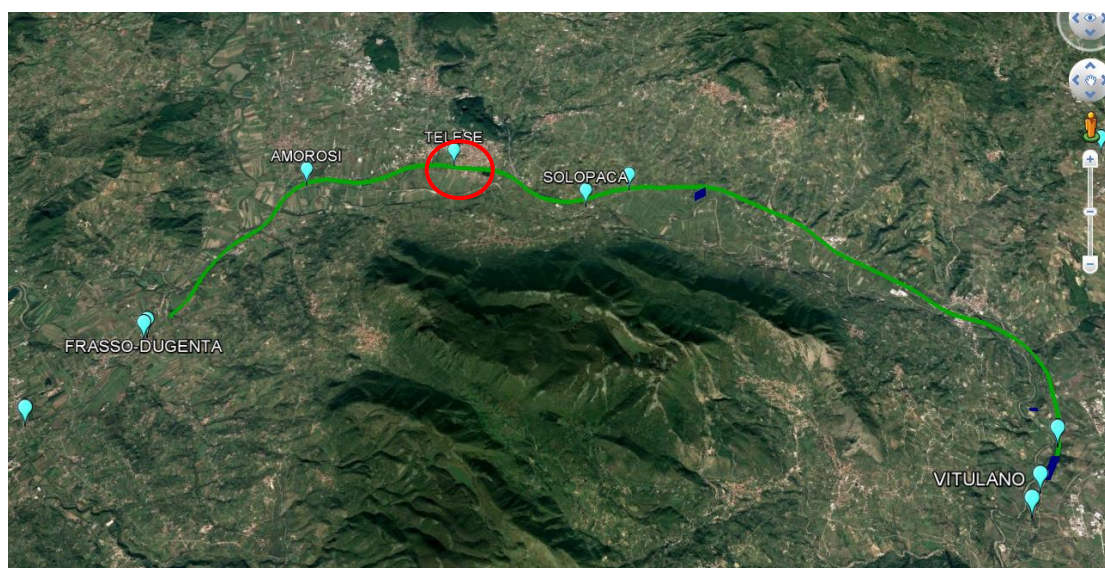 TELESE
AMOROSI
SOLOPACA
FRASSO-DUGENTA
VITULANO